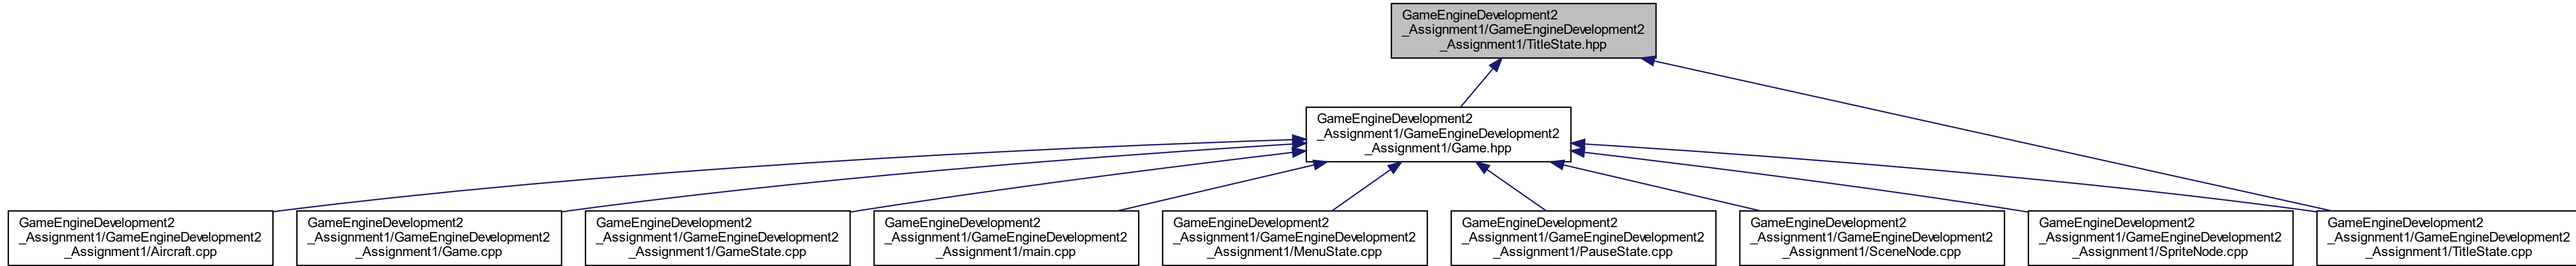 GameEngineDevelopment2
_Assignment1/GameEngineDevelopment2
_Assignment1/TitleState.hpp
GameEngineDevelopment2
_Assignment1/GameEngineDevelopment2
_Assignment1/Game.hpp
GameEngineDevelopment2
_Assignment1/GameEngineDevelopment2
_Assignment1/Aircraft.cpp
GameEngineDevelopment2
_Assignment1/GameEngineDevelopment2
_Assignment1/Game.cpp
GameEngineDevelopment2
_Assignment1/GameEngineDevelopment2
_Assignment1/GameState.cpp
GameEngineDevelopment2
_Assignment1/GameEngineDevelopment2
_Assignment1/main.cpp
GameEngineDevelopment2
_Assignment1/GameEngineDevelopment2
_Assignment1/MenuState.cpp
GameEngineDevelopment2
_Assignment1/GameEngineDevelopment2
_Assignment1/PauseState.cpp
GameEngineDevelopment2
_Assignment1/GameEngineDevelopment2
_Assignment1/SceneNode.cpp
GameEngineDevelopment2
_Assignment1/GameEngineDevelopment2
_Assignment1/SpriteNode.cpp
GameEngineDevelopment2
_Assignment1/GameEngineDevelopment2
_Assignment1/TitleState.cpp